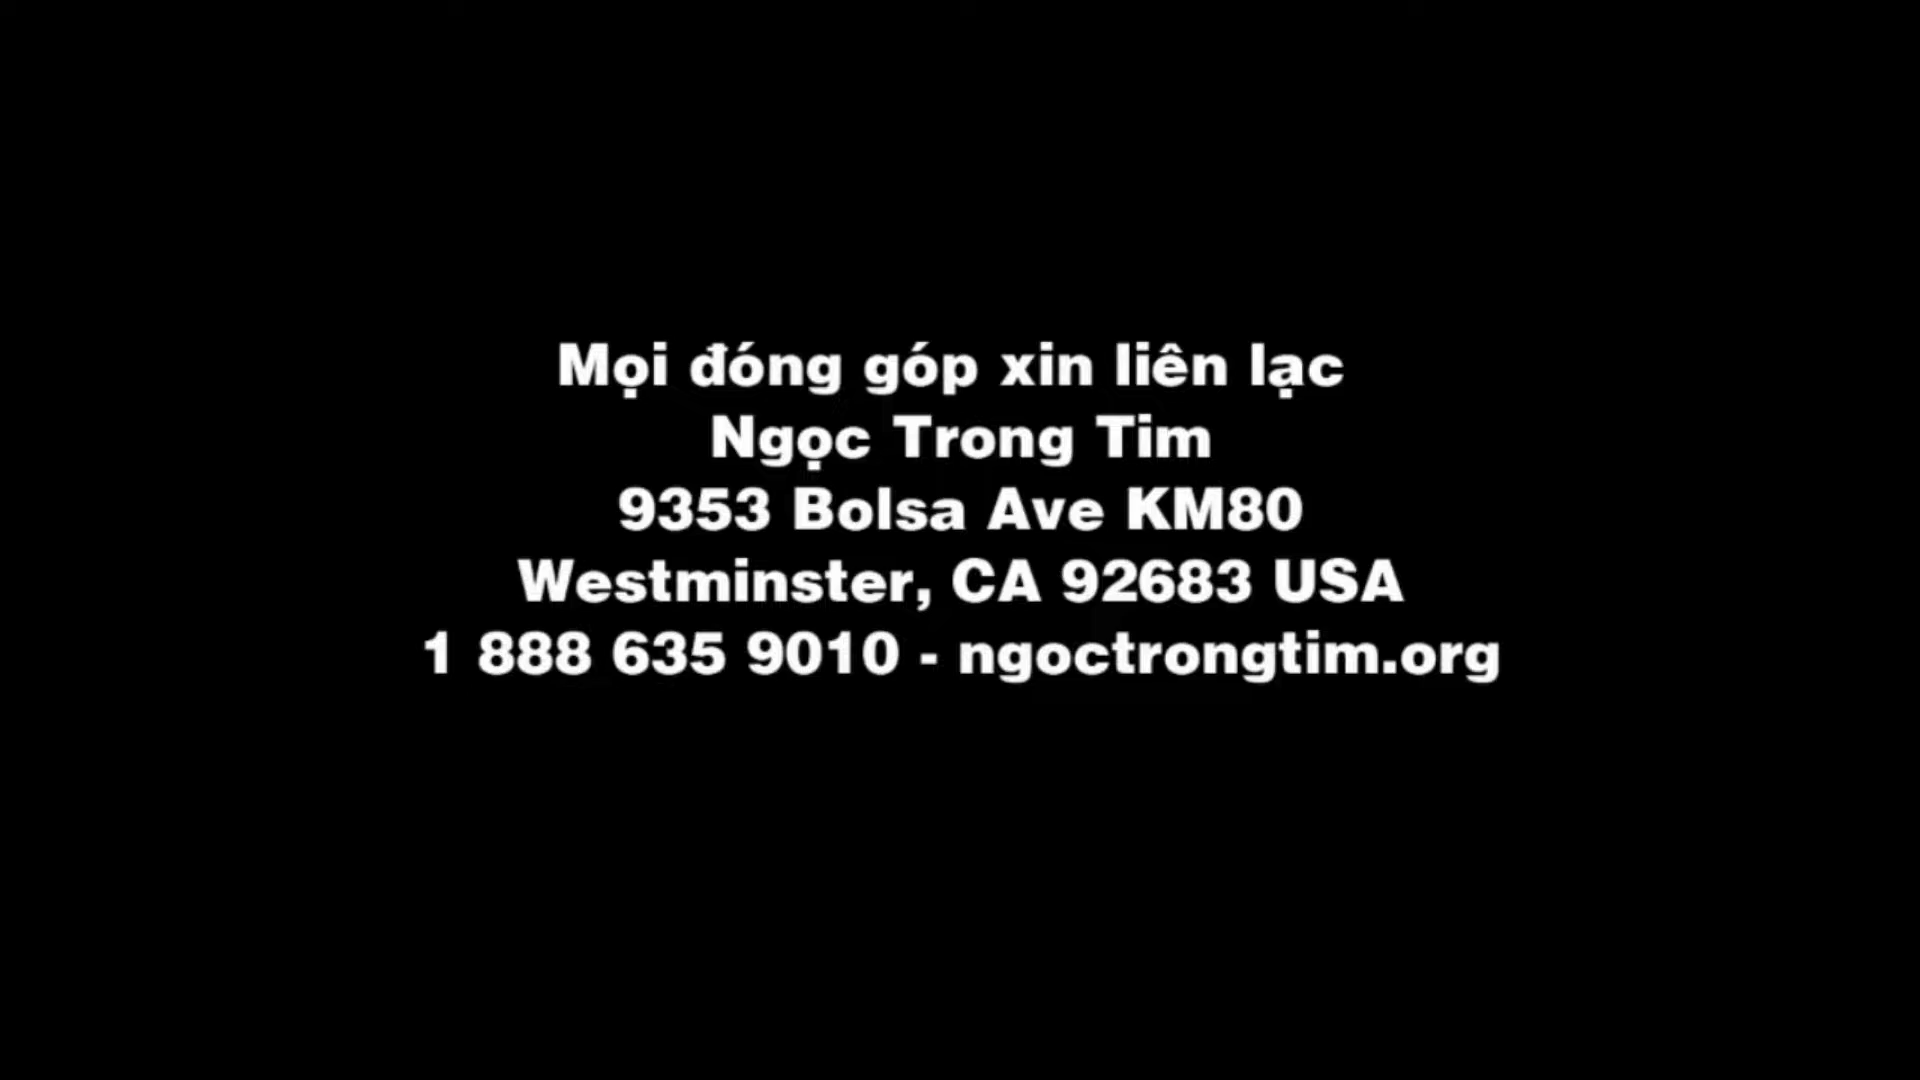 Mọi đóng góp xin liên lạc
Ngọc Trong Tim
9353 Bolsa Ave KM80
Westminster, CA 92683 USA
1 888 635 9010 - ngoctrongtim.org